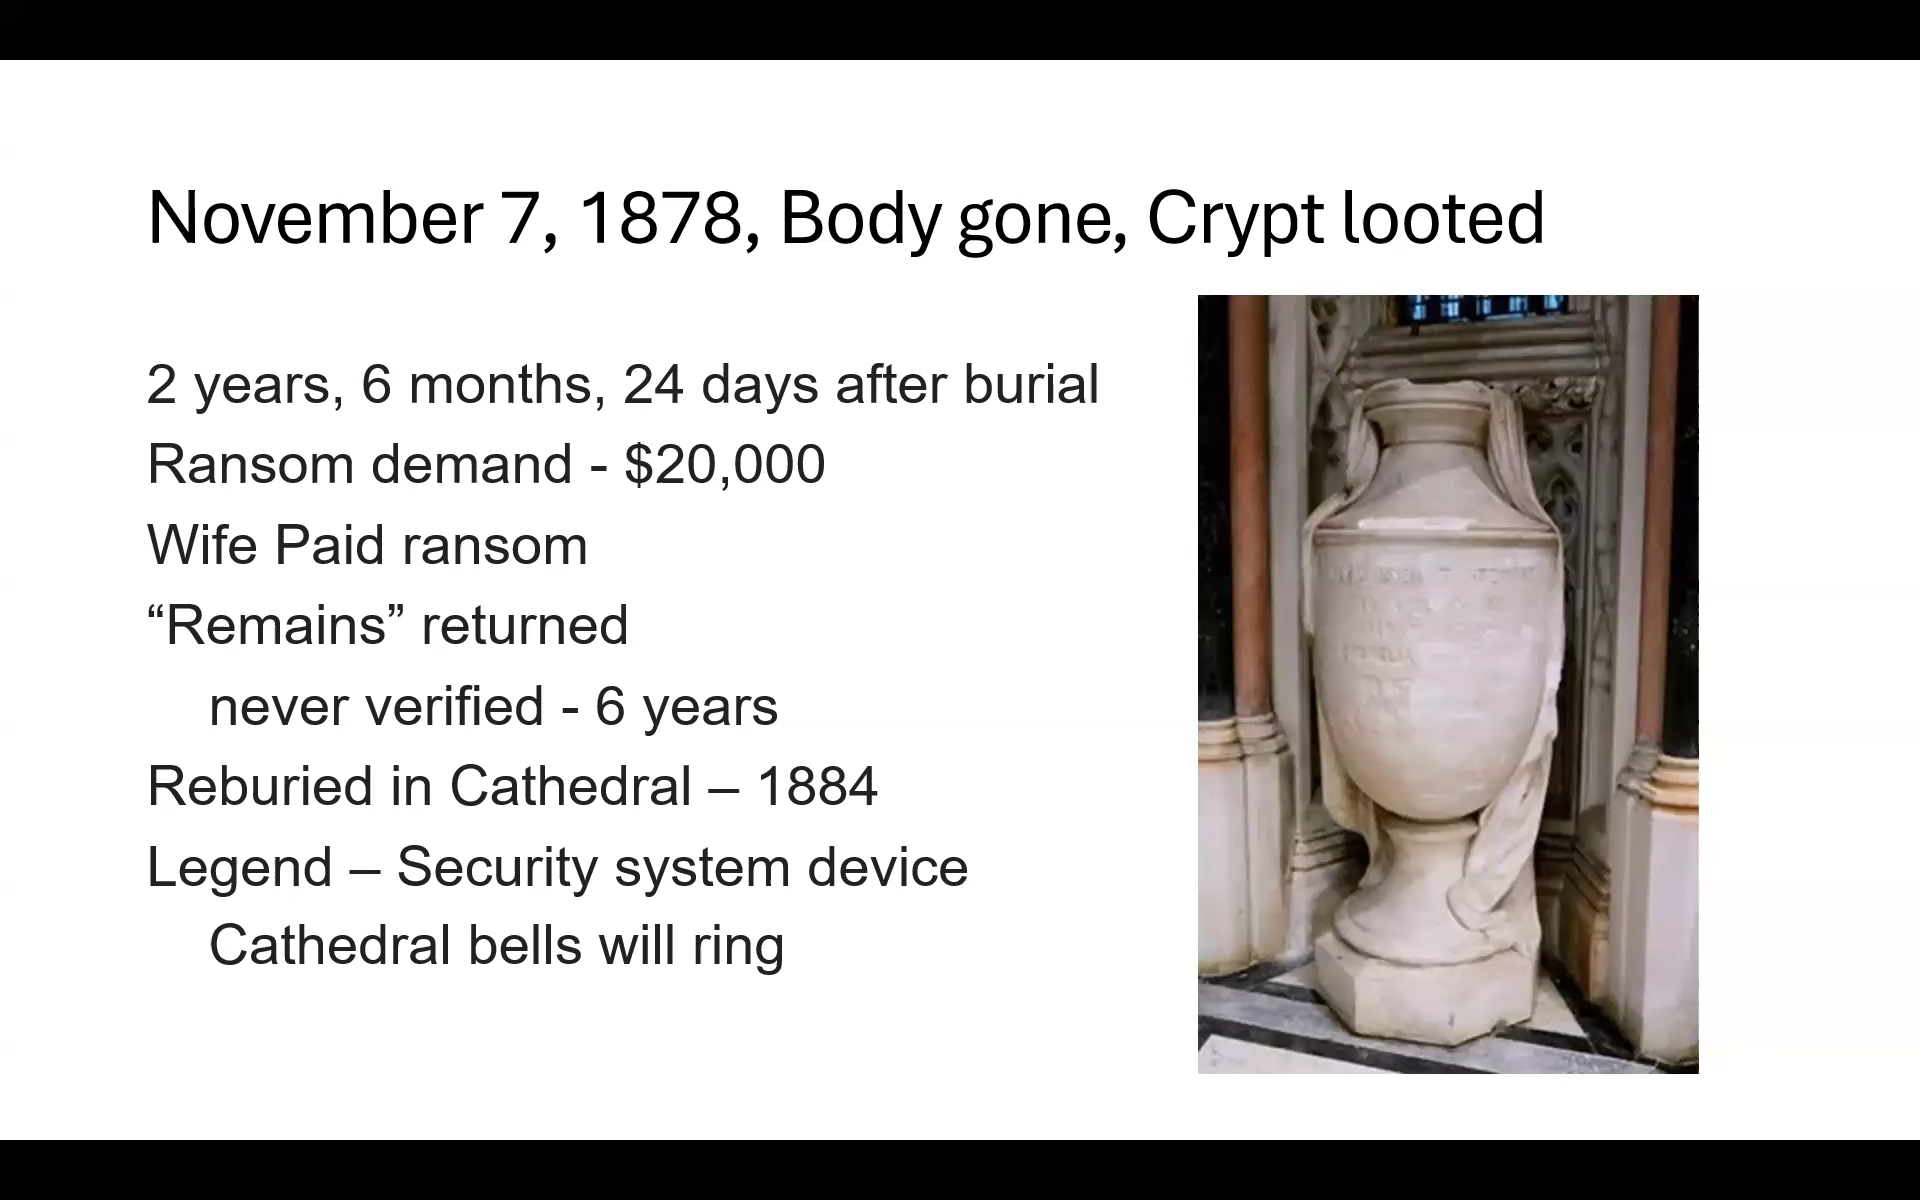 November 7, 1878, Body gone, Crypt looted
2 years, 6 months, 24 days after burial
Ransom demand - $20,000
Wife Paid ransom
“Remains” returned
never verified - 6 years
Reburied in Cathedral – 1884
Legend – Security system device
Cathedral bells will ring